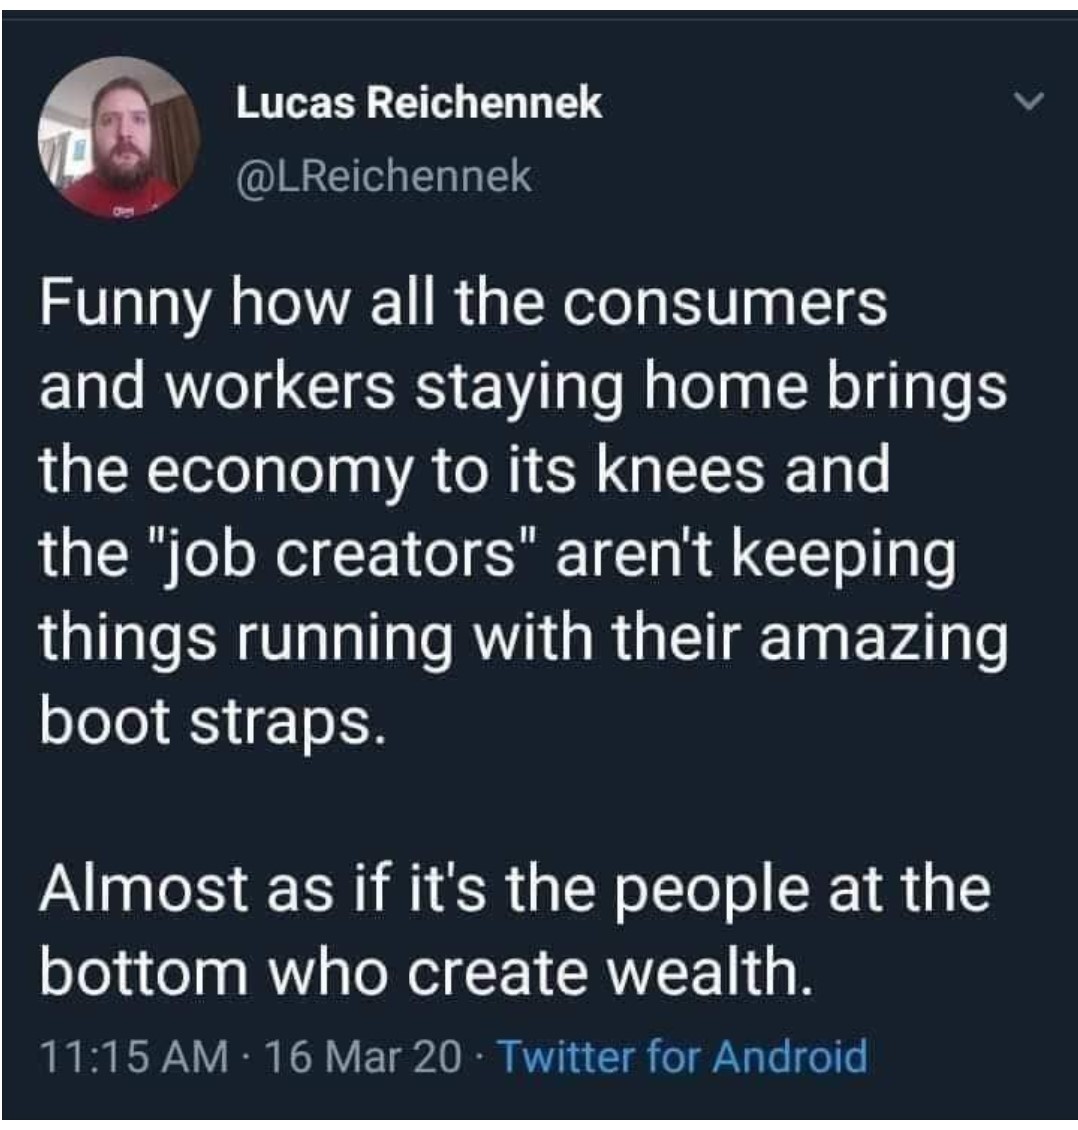 Lucas Reichennek
@LReichennek
Funny how all the consumers
and workers staying home brings
the economy to its knees and
the "job creators" aren't keeping
things running with their amazing
boot straps.
Almost as if it's the people at the
bottom who create wealth.
11:15 AM · 16 Mar 20 · Twitter for Android